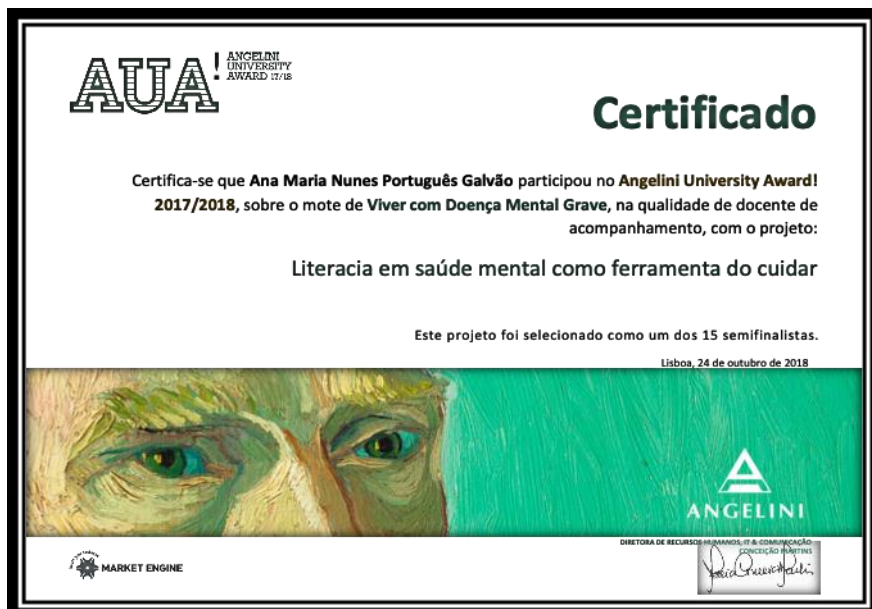 AUA!
ANGELINI
UNIVERSITY
AWARD 17/18
Certificado
Certifica-se que Ana Maria Nunes Português Galvão participou no Angelini University Award!
2017/2018, sobre o mote de Viver com Doença Mental Grave, na qualidade de docente de
acompanhamento, com o projeto:
Literacia em saúde mental como ferramenta do cuidar
Este projeto foi selecionado como um dos 15 semifinalistas.
Lisboa, 24 de outubro de 2018
ANGELINI
DIRETORA DE RECURSOS HUMANOS, IT & COMUNICAÇÃO
CONCEIÇÃO MARTINS
MARKET ENGINE